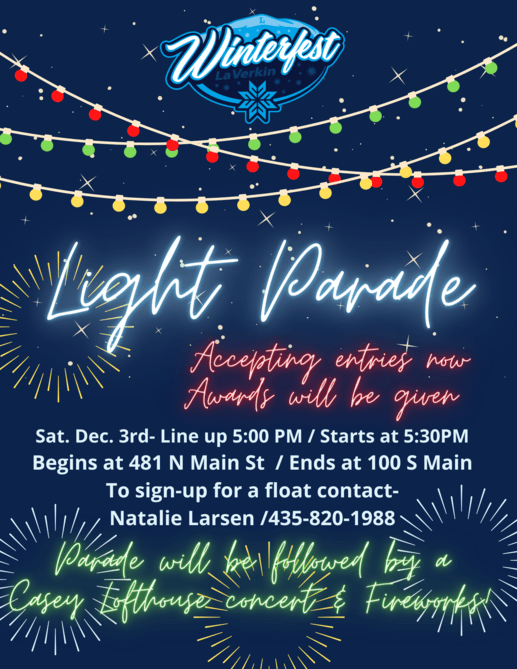 Winterfest
LaVerkin
Light Parade
Accepting entries now
Awards will be given
Sat. Dec. 3rd- Line up 5:00 PM / Starts at 5:30PM
Begins at 481 N Main St / Ends at 100 S Main
To sign-up for a float contact-
Natalie Larsen /435-820-1988
Parade will be followed by a
Casey Lofthouse concert & Fireworks!